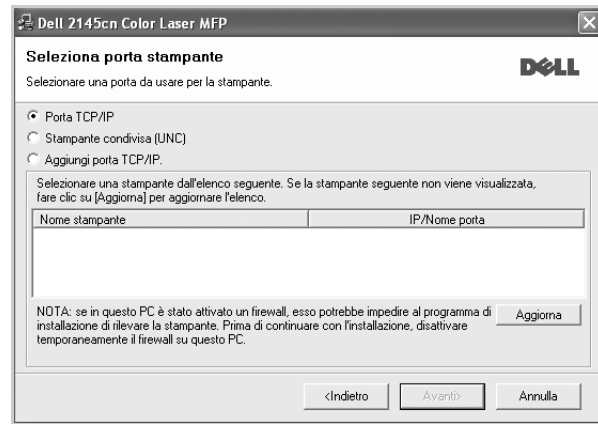 Dell 2145cn Color Laser MFP
Seleziona porta stampante
Selezionare una porta da usare per la stampante.
DELL
Porta TCP/IP
Stampante condivisa (UNC)
Aggiungi porta TCP/IP.
Selezionare una stampante dall'elenco seguente. Se la stampante seguente non viene visualizzata,
fare clic su [Aggiorna] per aggiornare l'elenco.
Nome stampante IP/Nome porta
NOTA: se in questo PC è stato attivato un firewall, esso potrebbe impedire al programma di
installazione di rilevare la stampante. Prima di continuare con l'installazione, disattivare
temporaneamente il firewall su questo PC.
Aggiorna
<Indietro Avanti> Annulla